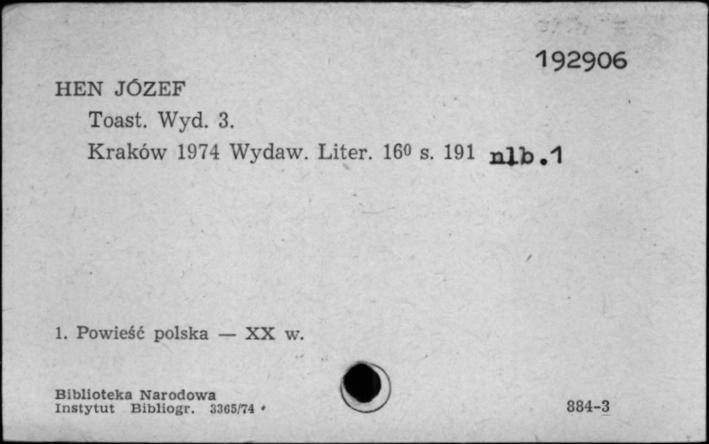 192906
HEN JÓZEF
Toast. Wyd. 3.
Kraków 1974 Wydaw. Liter. 16⁰ s. 191 nlb.1
1. Powieść polska — XX w.
Biblioteka Narodowa
Instytut Bibliogr. 3365/74
884-3